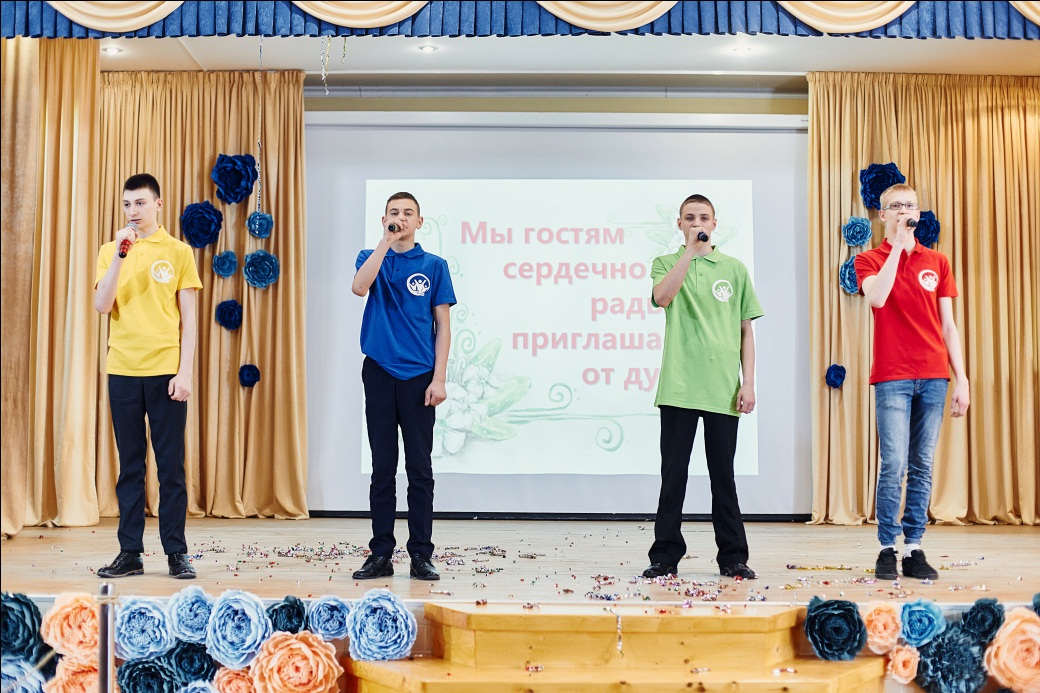 Мы гостям
сердечно
рады
приглаша
от ду